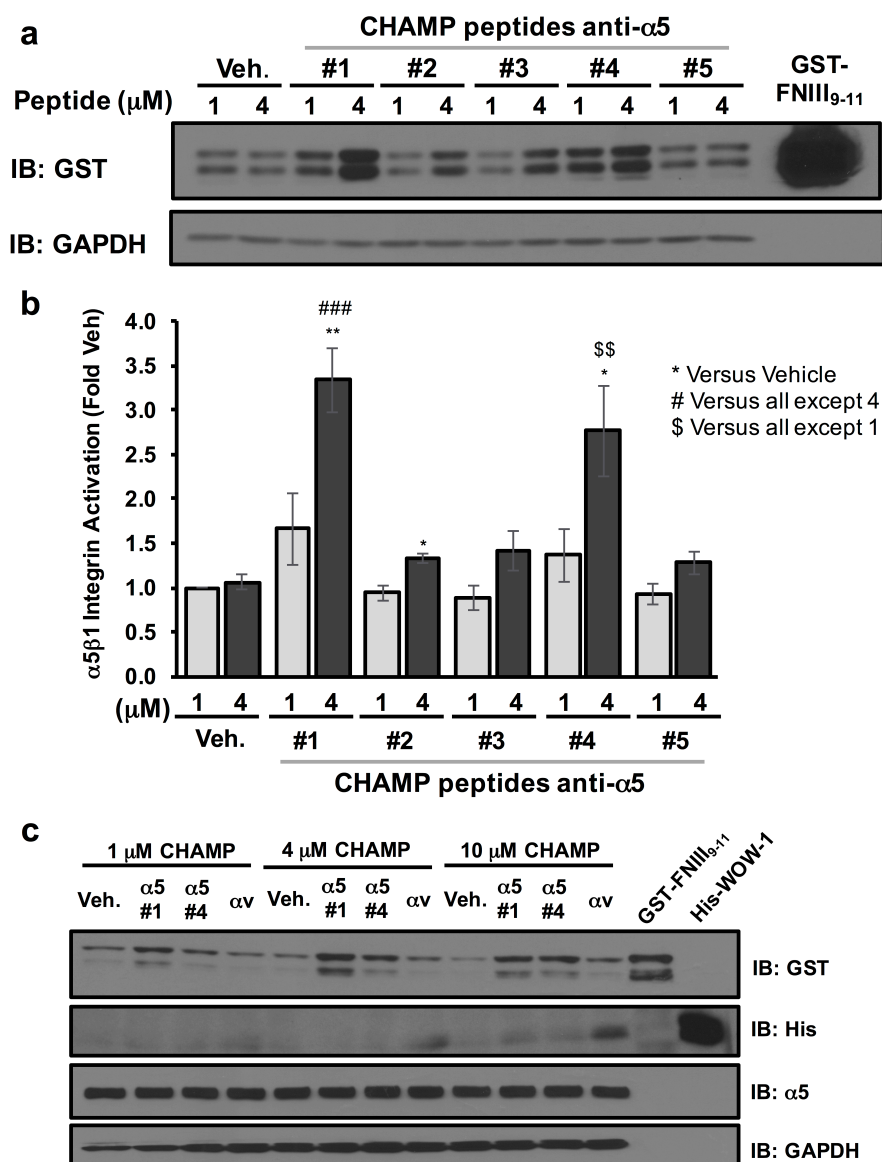 a
CHAMP peptides anti-α5
Veh. #1 #2 #3 #4 #5 GST-
FNIII9-11
Peptide (μM) 1 4 1 4 1 4 1 4 1 4 1 4
IB: GST
IB: GAPDH
b
α5β1 Integrin Activation (Fold Veh)
4.0
3.5
3.0
2.5
2.0
1.5
1.0
0.5
0.0
###
**
*
$$
*
* Versus Vehicle
# Versus all except 4
$ Versus all except 1
(μM) 1 4 1 4 1 4 1 4 1 4 1 4
Veh. #1 #2 #3 #4 #5
CHAMP peptides anti-α5
c
1 μM CHAMP 4 μM CHAMP 10 μM CHAMP
Veh. α5 #1 α5 #4 αv Veh. α5 #1 α5 #4 αv Veh. α5 #1 α5 #4 αv GST-FNIII9-11 His-WOW-1
IB: GST
IB: His
IB: α5
IB: GAPDH